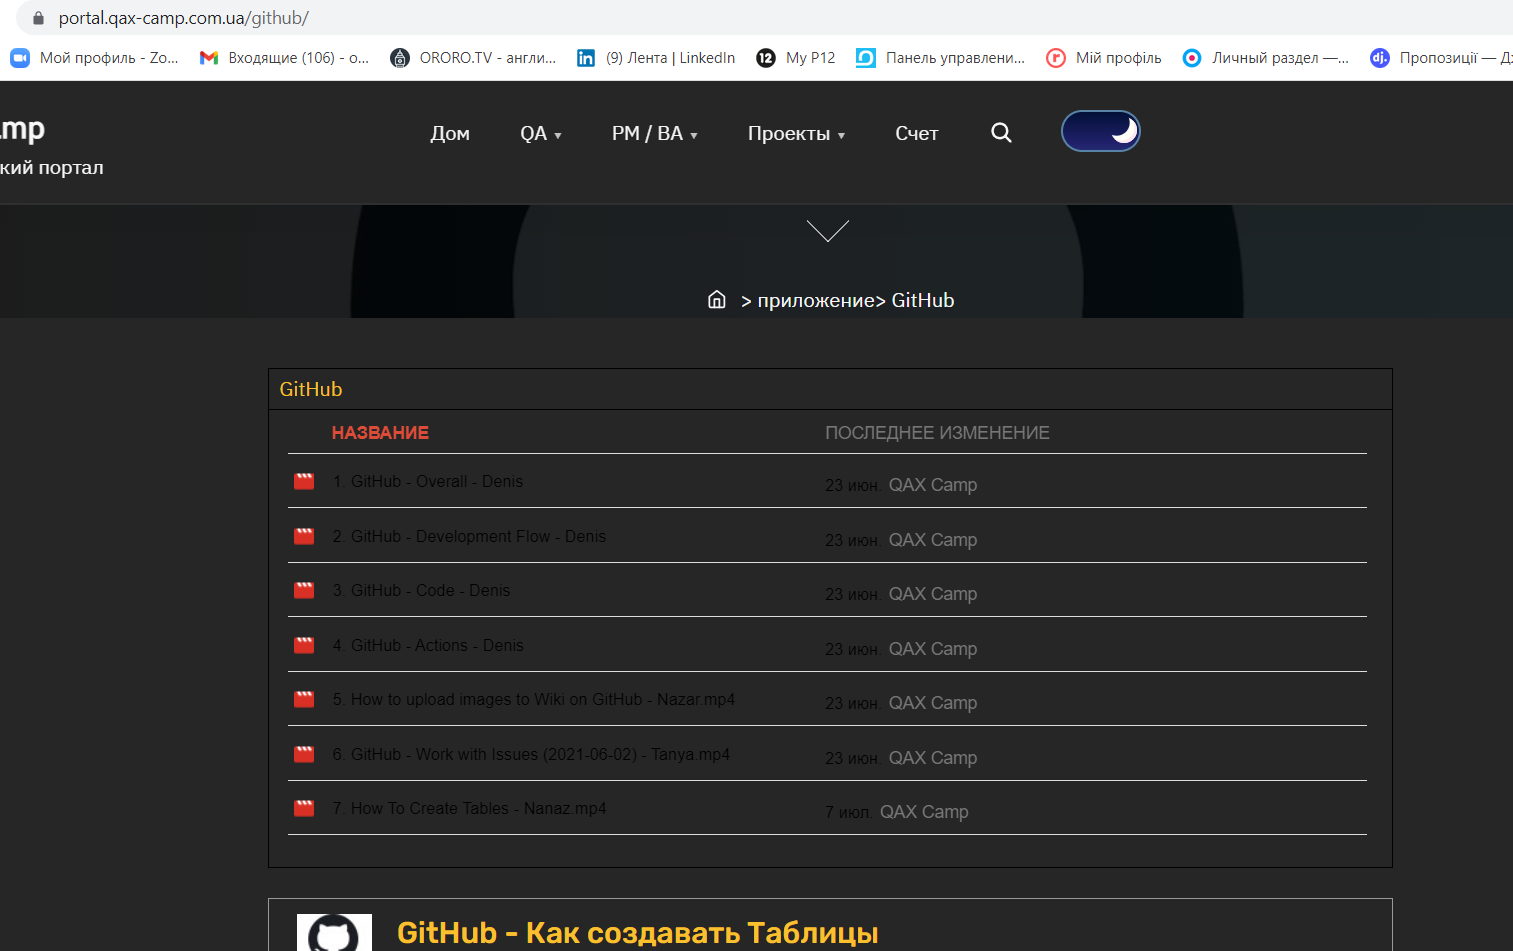 portal.qax-camp.com.ua/github/
Мой профиль - Zo... Входящие (106) - о... ORORO.TV - англи... (9) Лента | LinkedIn 12 My P12 Панель управлени... r Мій профіль Личный раздел —... dj. Пропозиції — Дж
amp
кий портал
Дом QA ▾ PM / BA ▾ Проекты ▾ Счет
> приложение> GitHub
GitHub
НАЗВАНИЕ ПОСЛЕДНЕЕ ИЗМЕНЕНИЕ
1. GitHub - Overall - Denis 23 июн. QAX Camp
2. GitHub - Development Flow - Denis 23 июн. QAX Camp
3. GitHub - Code - Denis 23 июн. QAX Camp
4. GitHub - Actions - Denis 23 июн. QAX Camp
5. How to upload images to Wiki on GitHub - Nazar.mp4 23 июн. QAX Camp
6. GitHub - Work with Issues (2021-06-02) - Tanya.mp4 23 июн. QAX Camp
7. How To Create Tables - Nanaz.mp4 7 июл. QAX Camp
GitHub - Как создавать Таблицы